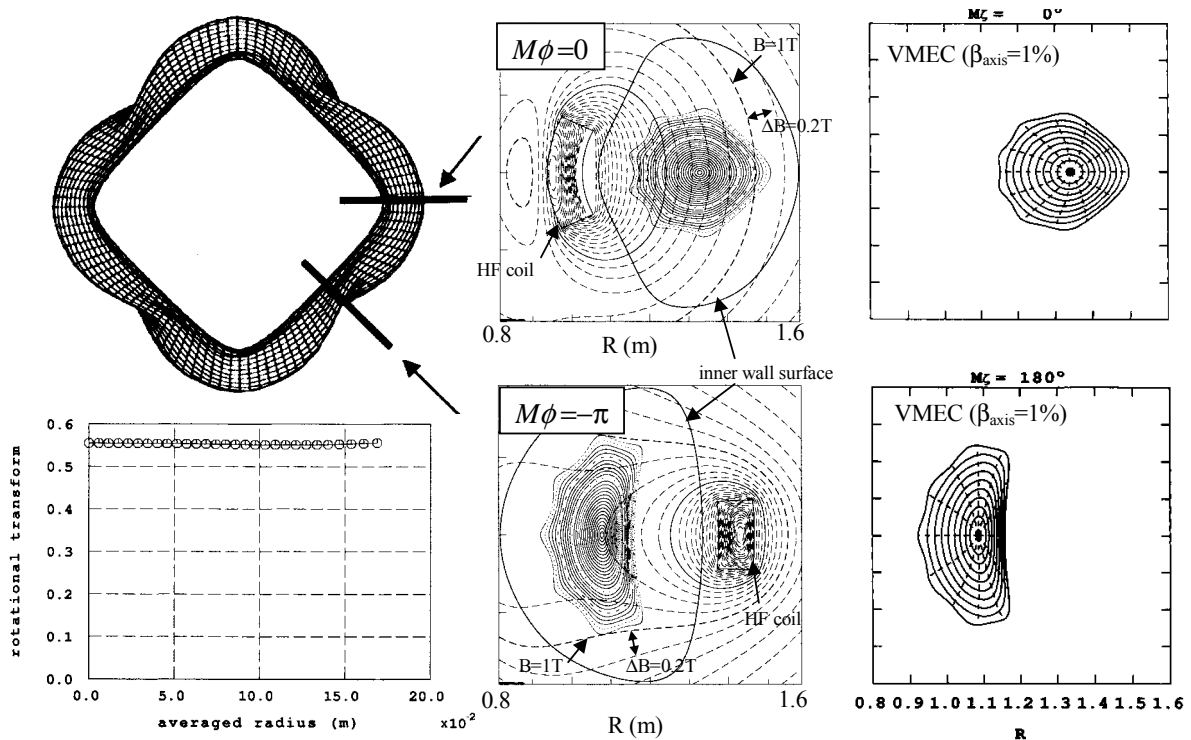 Mϕ=0
B=1T
ΔB=0.2T
HF coil
0.8
1.6
R (m)
inner wall surface
Mζ = 0°
VMEC (β_axis=1%)
Mϕ=−π
HF coil
B=1T
ΔB=0.2T
0.8
1.6
R (m)
Mζ = 180°
VMEC (β_axis=1%)
0.8 0.9 1.0 1.1 1.2 1.3 1.4 1.5 1.6
R
rotational transform
0.6
0.5
0.4
0.3
0.2
0.1
0.0
0.0 5.0 10.0 15.0 20.0
averaged radius (m) x10⁻²